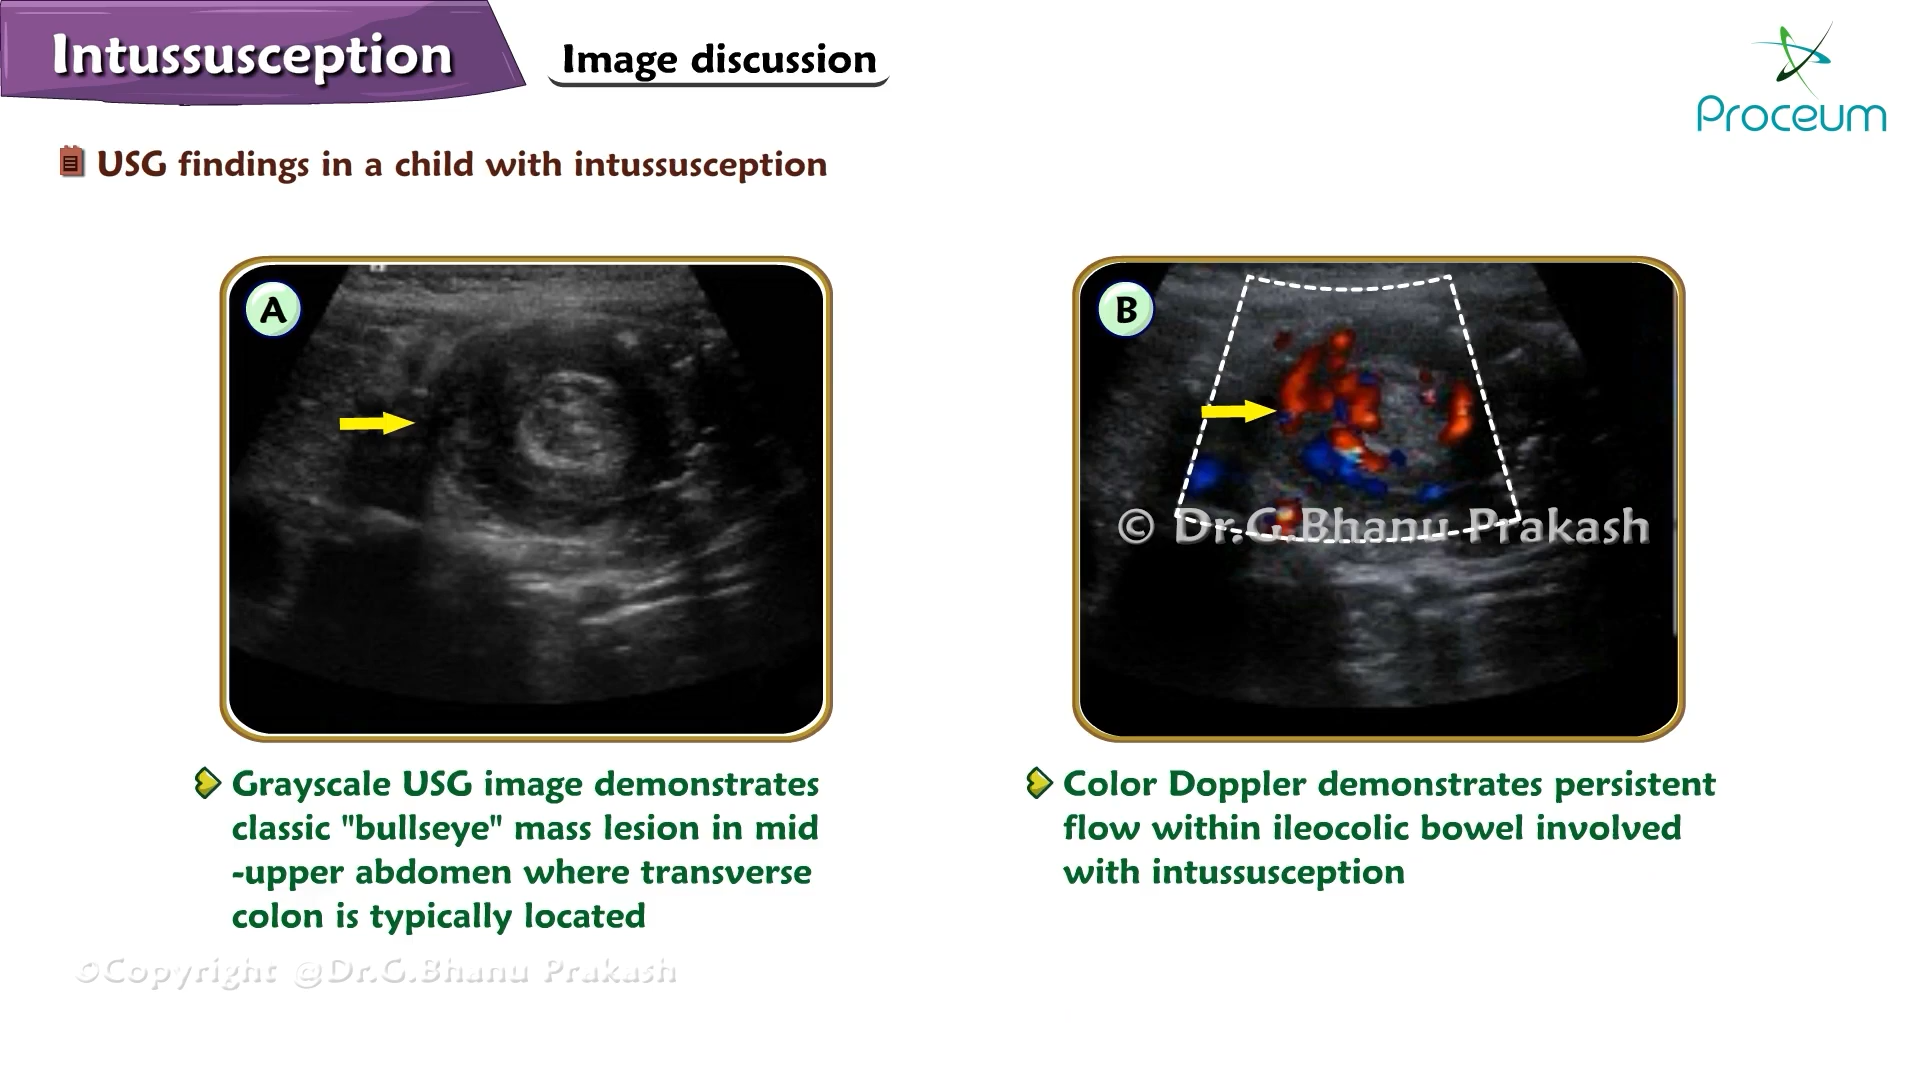 Intussusception
Image discussion
Proceum
USG findings in a child with intussusception
A
B
© Dr.G.Bhanu Prakash
Grayscale USG image demonstrates
classic "bullseye" mass lesion in mid
-upper abdomen where transverse
colon is typically located
Color Doppler demonstrates persistent
flow within ileocolic bowel involved
with intussusception
©Copyright @Dr.G.Bhanu Prakash